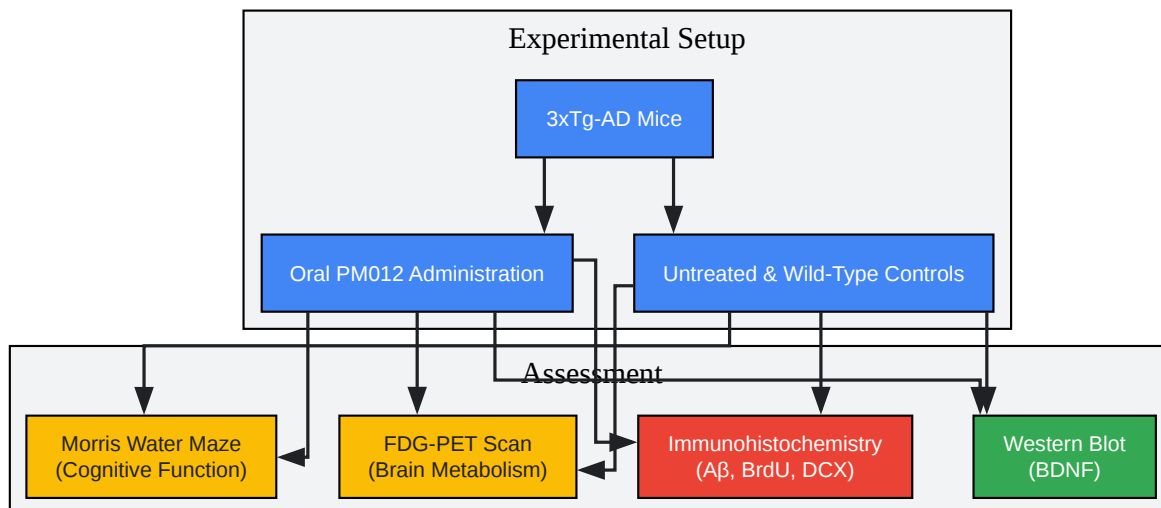 Experimental Setup
3xTg-AD Mice
Oral PM012 Administration
Untreated & Wild-Type Controls
Assessment
Morris Water Maze
(Cognitive Function)
FDG-PET Scan
(Brain Metabolism)
Immunohistochemistry
(Aβ, BrdU, DCX)
Western Blot
(BDNF)